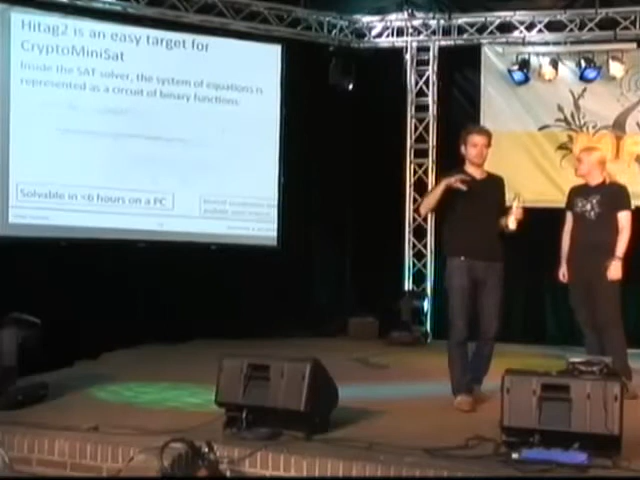 Hitag2 is an easy target for
CryptoMiniSat
Inside the SAT solver, the system of equations is
represented as a circuit of binary functions.
Solvable in <6 hours on a PC